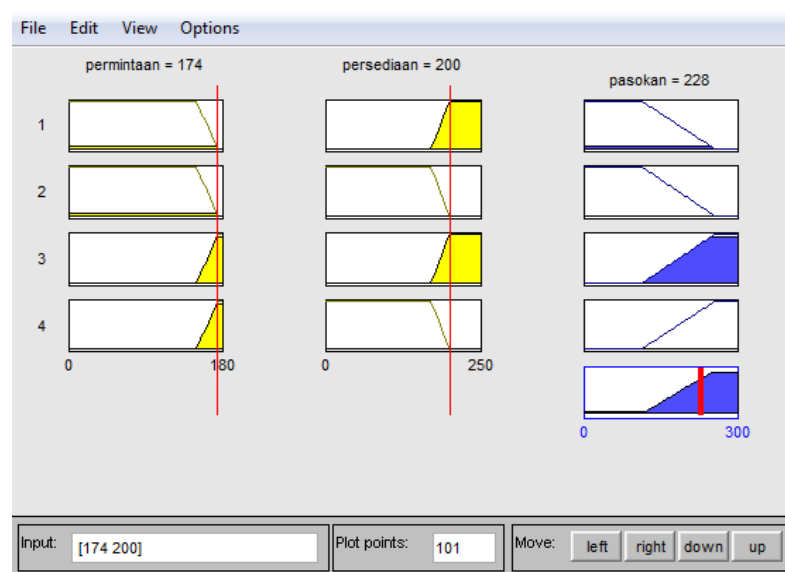 File Edit View Options
permintaan = 174 persediaan = 200 pasokan = 228
1
2
3
4
0 180 0 250
0 300
Input: [174 200] Plot points: 101 Move: left right down up